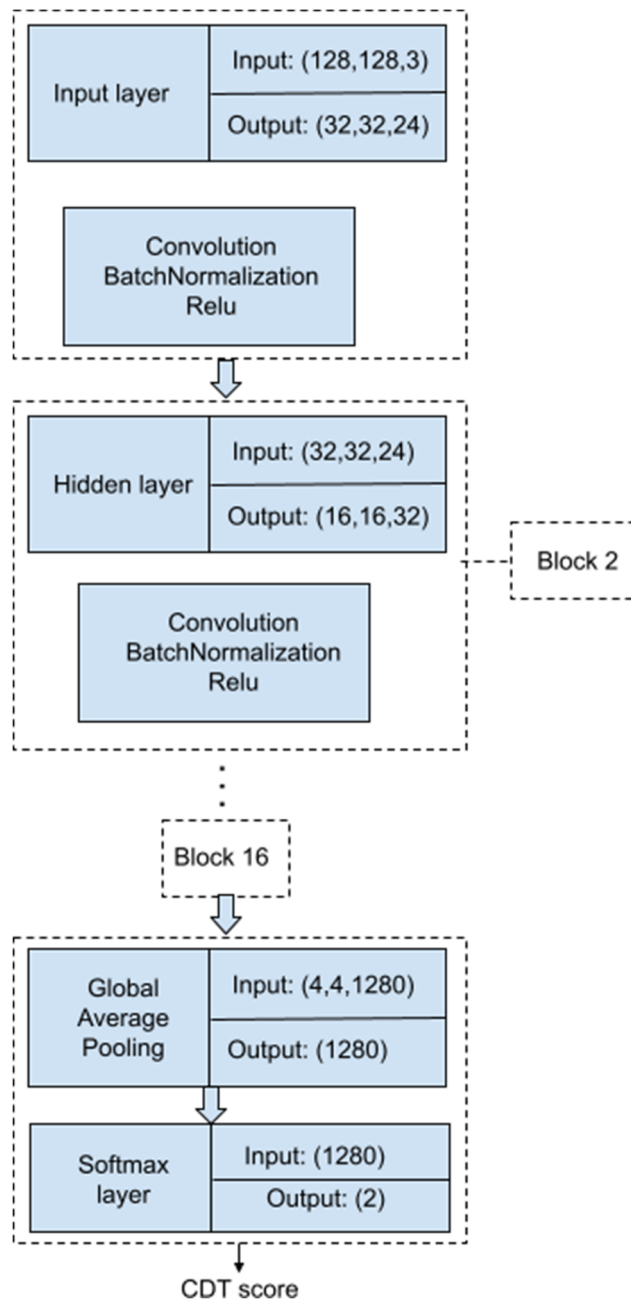 Input layer
Input: (128,128,3)
Output: (32,32,24)
Convolution
BatchNormalization
Relu
Hidden layer
Input: (32,32,24)
Output: (16,16,32)
Block 2
Convolution
BatchNormalization
Relu
Block 16
Global
Average
Pooling
Input: (4,4,1280)
Output: (1280)
Softmax
layer
Input: (1280)
Output: (2)
CDT score